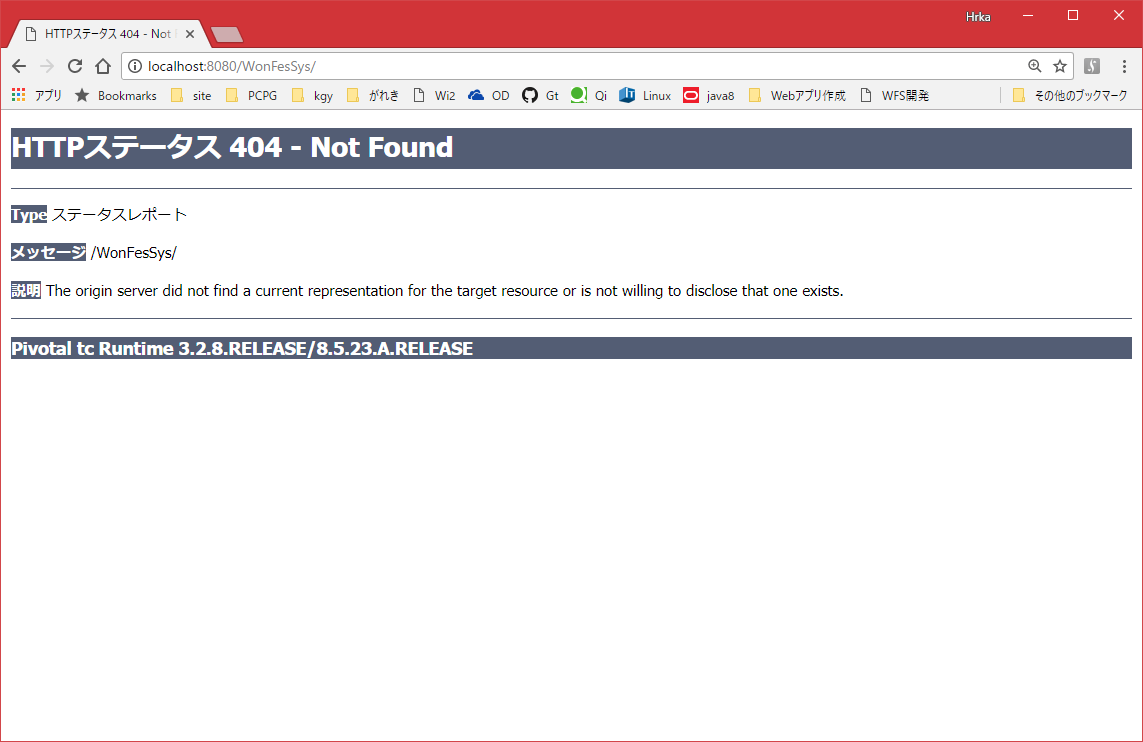 Hrka
HTTPステータス 404 - Not
localhost:8080/WonFesSys/
アプリ Bookmarks site PCPG kgy がれき Wi2 OD Gt Qi Linux java8 Webアプリ作成 WFS開発 その他のブックマーク
HTTPステータス 404 - Not Found
Type ステータスレポート
メッセージ /WonFesSys/
説明 The origin server did not find a current representation for the target resource or is not willing to disclose that one exists.
Pivotal tc Runtime 3.2.8.RELEASE/8.5.23.A.RELEASE